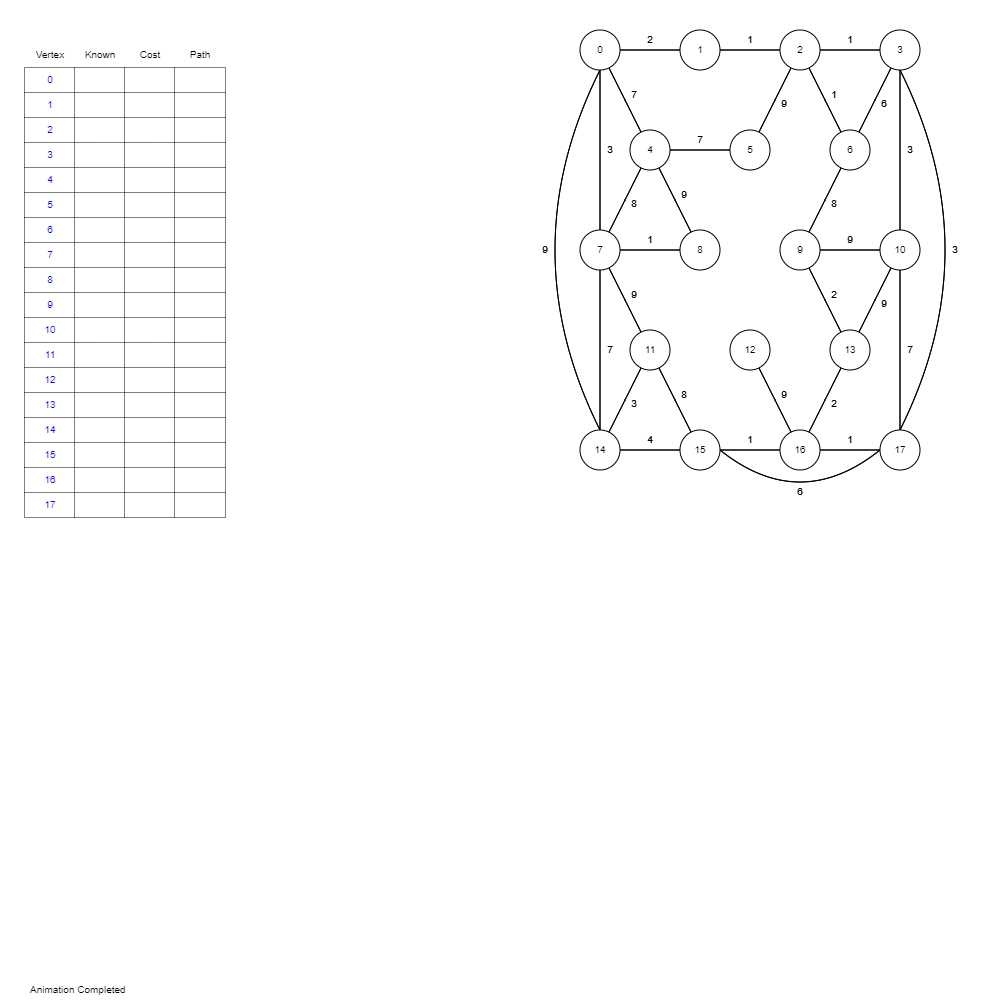 Vertex Known Cost Path
0
1
2
3
4
5
6
7
8
9
10
11
12
13
14
15
16
17
0 2 1 1 2 1 3
7 9 1 6
3 4 7 5 6 3
8 9 8
9 7 1 8 9 9 10 3
9 2 9
7 11 12 13 7
3 8 9 2
14 4 15 1 16 1 17
6
Animation Completed